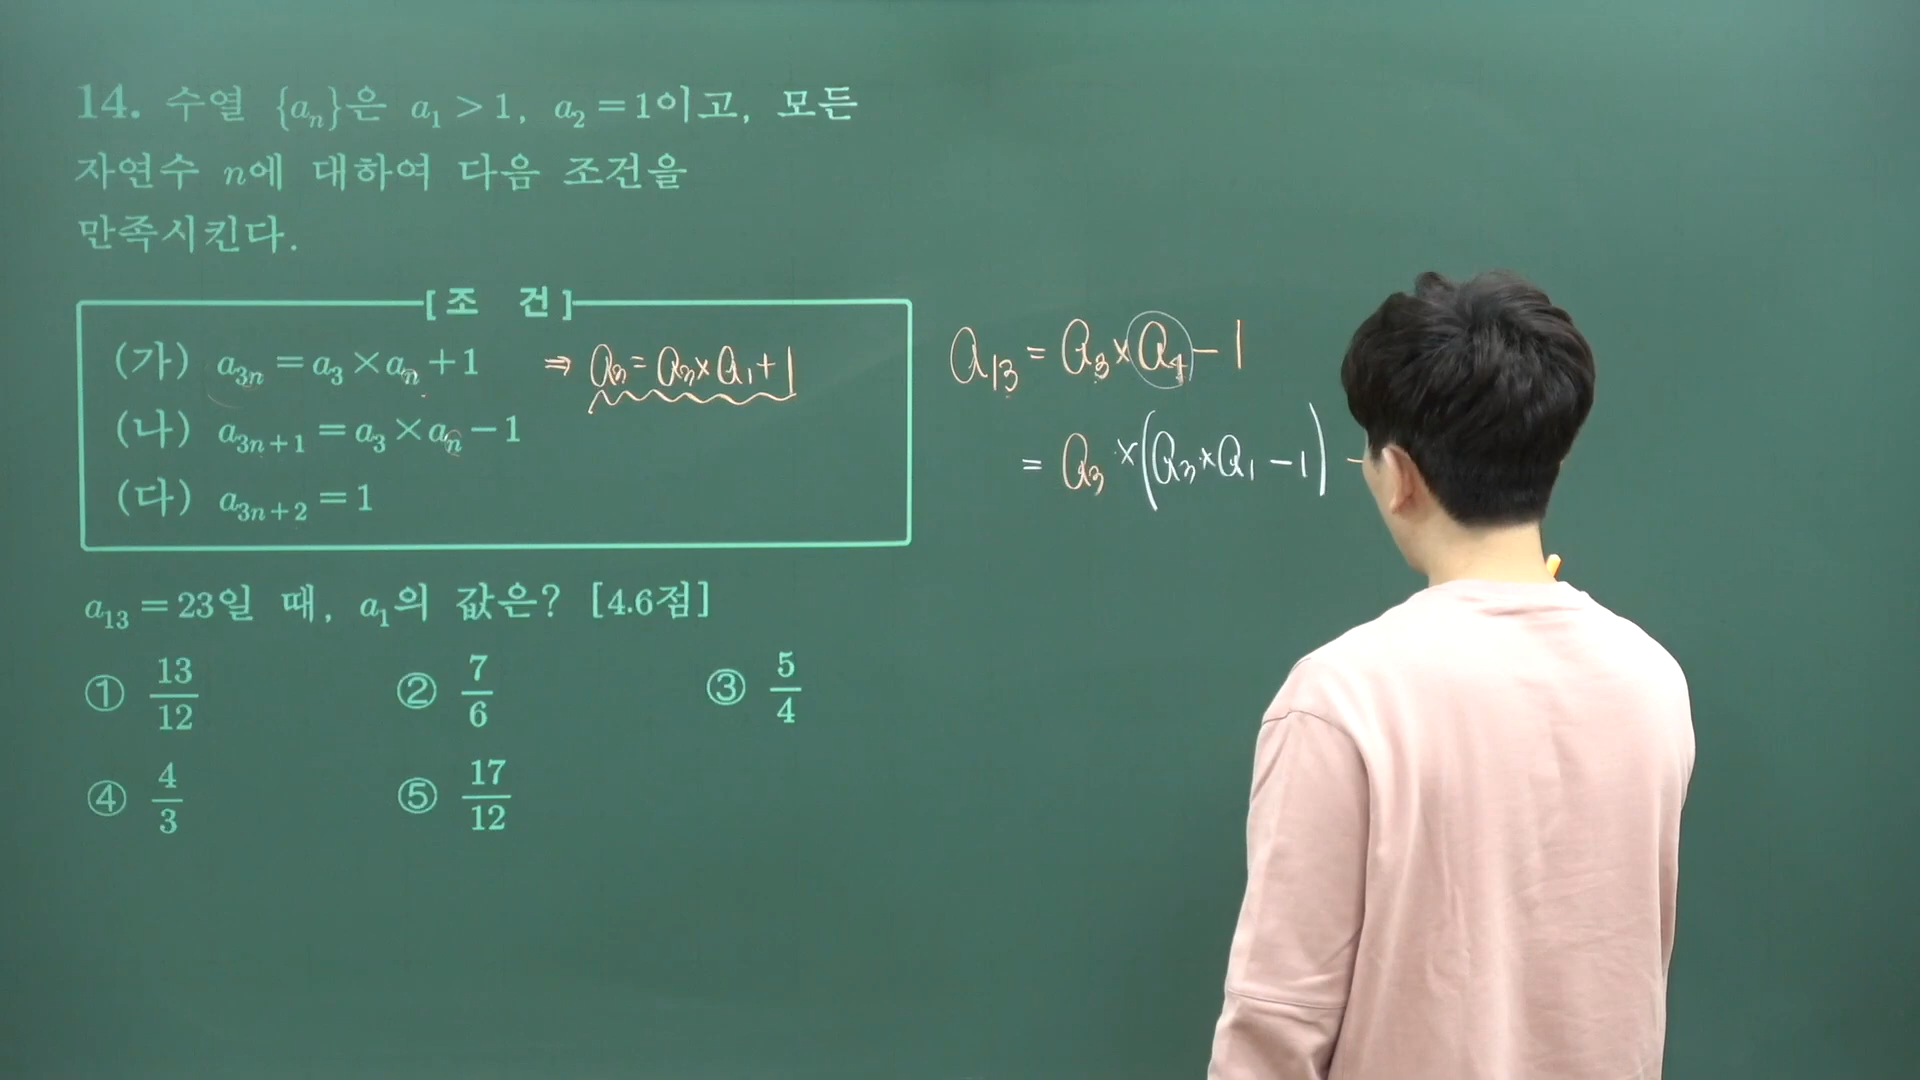 14. 수열 {aₙ}은 a₁ > 1, a₂ = 1이고, 모든
자연수 n에 대하여 다음 조건을
만족시킨다.
[조 건]
(가) a₃ₙ = a₃ × aₙ + 1 ⇒ a₃ = a₃ × a₁ + 1
(나) a₃ₙ₊₁ = a₃ × aₙ − 1
(다) a₃ₙ₊₂ = 1
a₁₃ = 23일 때, a₁의 값은? [4.6점]
① 13/12 ② 7/6 ③ 5/4
④ 4/3 ⑤ 17/12
a₁₃ = a₃ × a₄ − 1
= a₃ × (a₃ × a₁ − 1) −